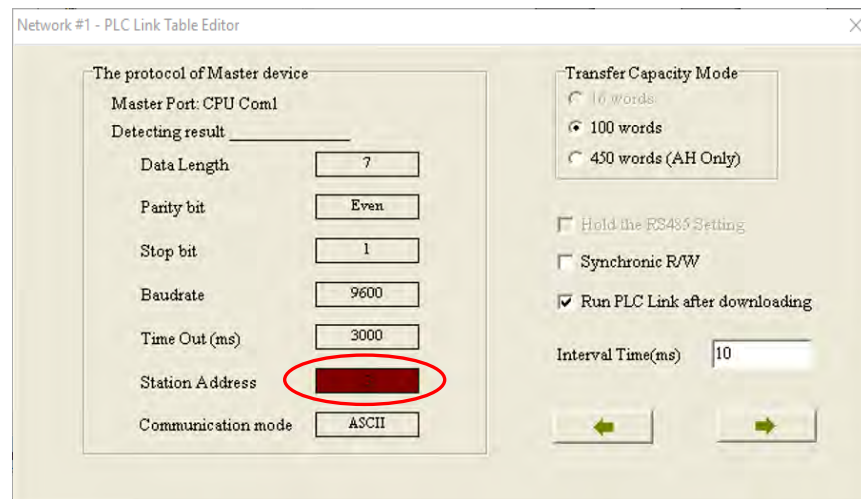 Network #1 - PLC Link Table Editor
The protocol of Master device
Master Port: CPU Com1
Detecting result
Data Length 7
Parity bit Even
Stop bit 1
Baudrate 9600
Time Out (ms) 3000
Station Address
Communication mode ASCII
Transfer Capacity Mode
16 words
100 words
450 words (AH Only)
Hold the RS485 Setting
Synchronic R/W
Run PLC Link after downloading
Interval Time(ms) 10